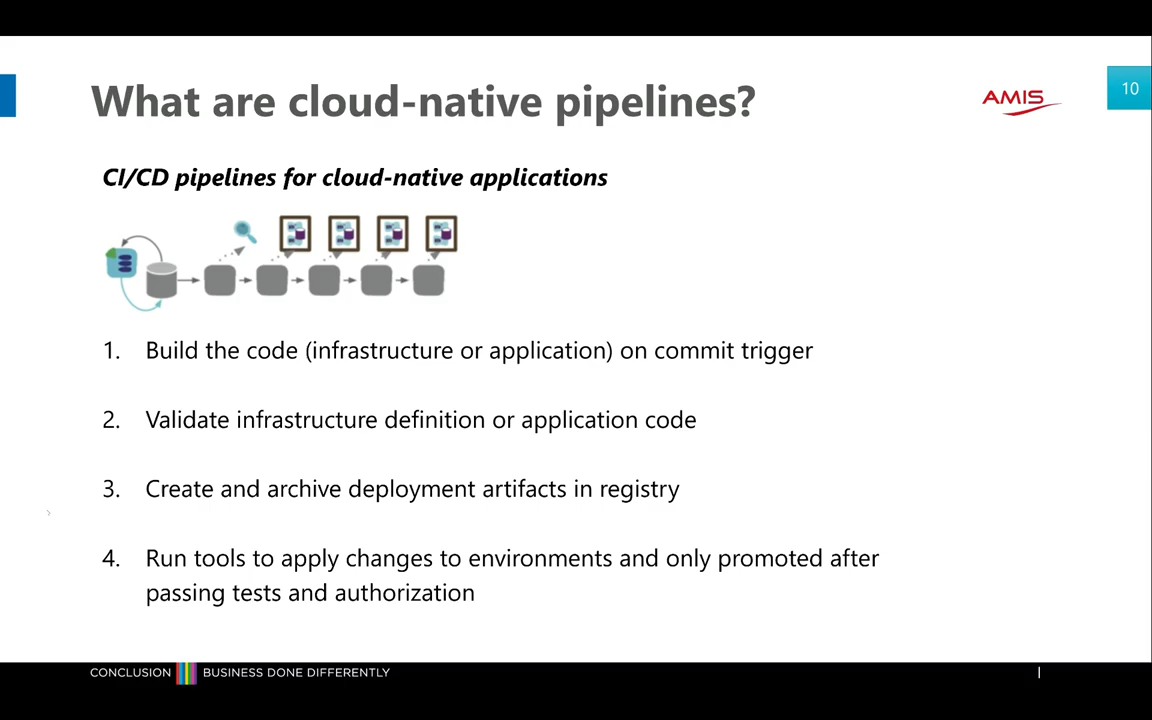 What are cloud-native pipelines?
AMIS
10
CI/CD pipelines for cloud-native applications
1. Build the code (infrastructure or application) on commit trigger
2. Validate infrastructure definition or application code
3. Create and archive deployment artifacts in registry
4. Run tools to apply changes to environments and only promoted after
passing tests and authorization
CONCLUSION BUSINESS DONE DIFFERENTLY